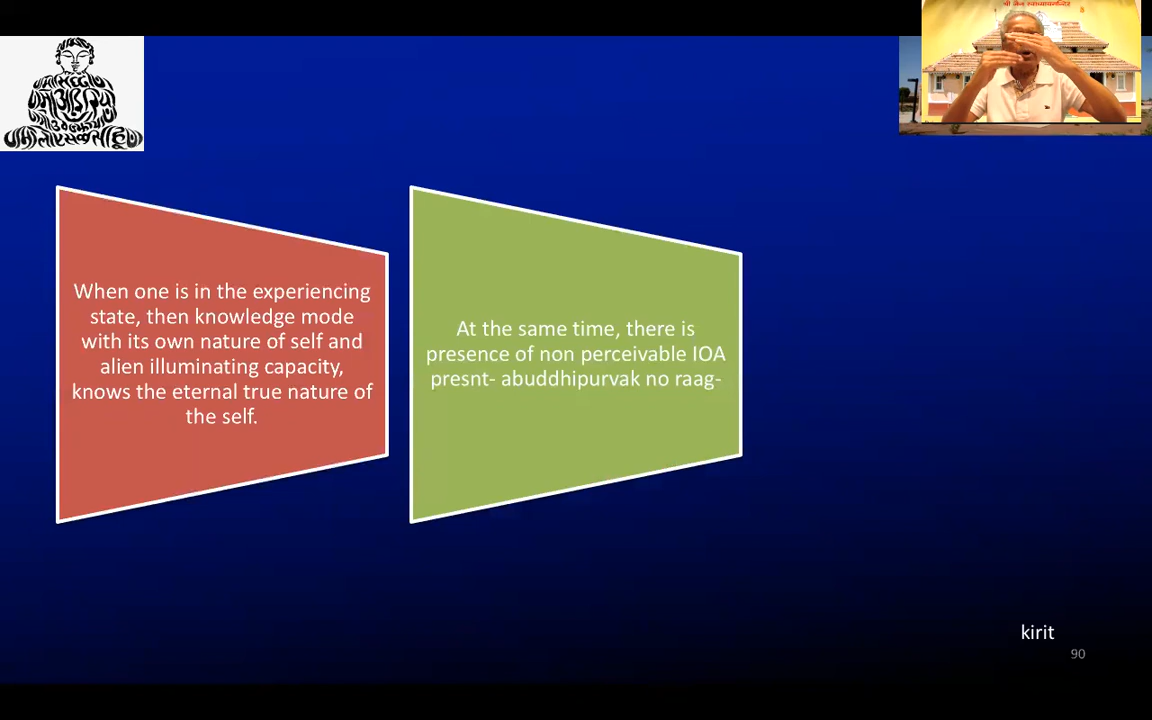 When one is in the experiencing
state, then knowledge mode
with its own nature of self and
alien illuminating capacity,
knows the eternal true nature of
the self.
At the same time, there is
presence of non perceivable IOA
presnt- abuddhipurvak no raag-
kirit
90